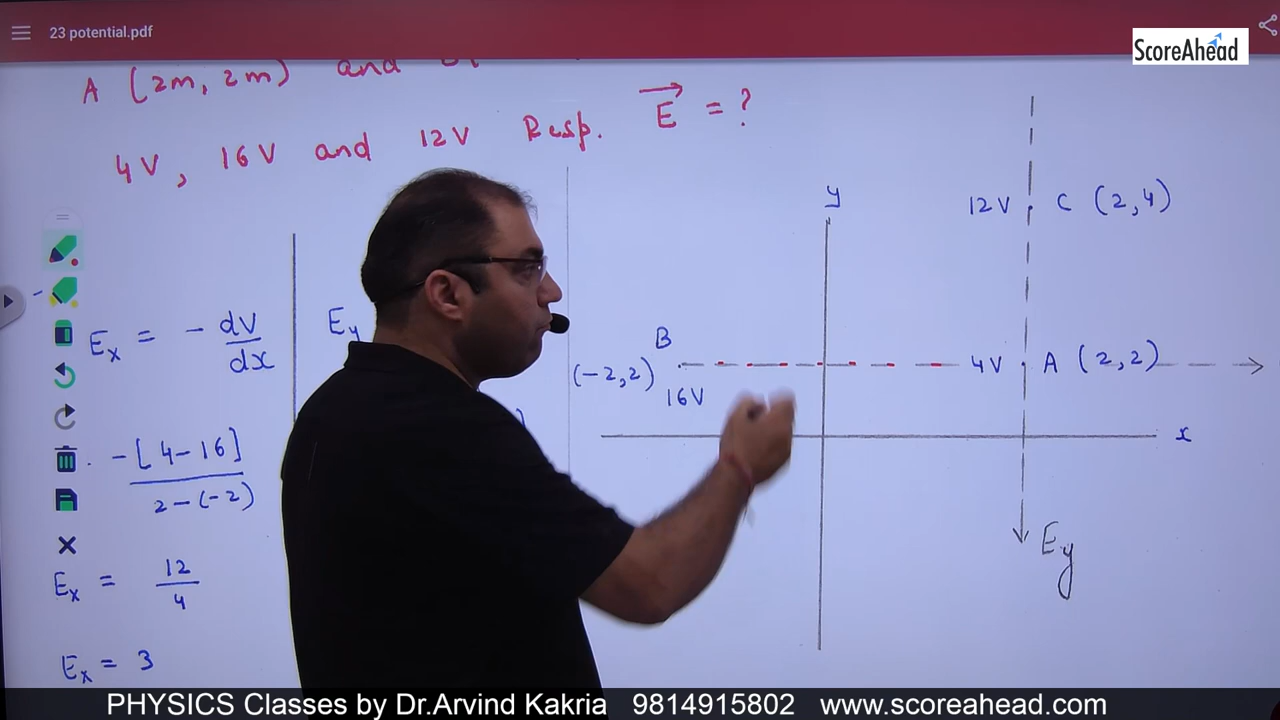 23 potential.pdf
ScoreAhead
A (2m, 2m) and
4V, 16V and 12V Resp. E = ?
y
12V C (2,4)
Ex = - dV/dx
Ey
B
(-2,2)
16V
4V A (2,2)
x
-[4-16]
2-(-2)
Ey
Ex = 12/4
Ex = 3
PHYSICS Classes by Dr.Arvind Kakria 9814915802 www.scoreahead.com